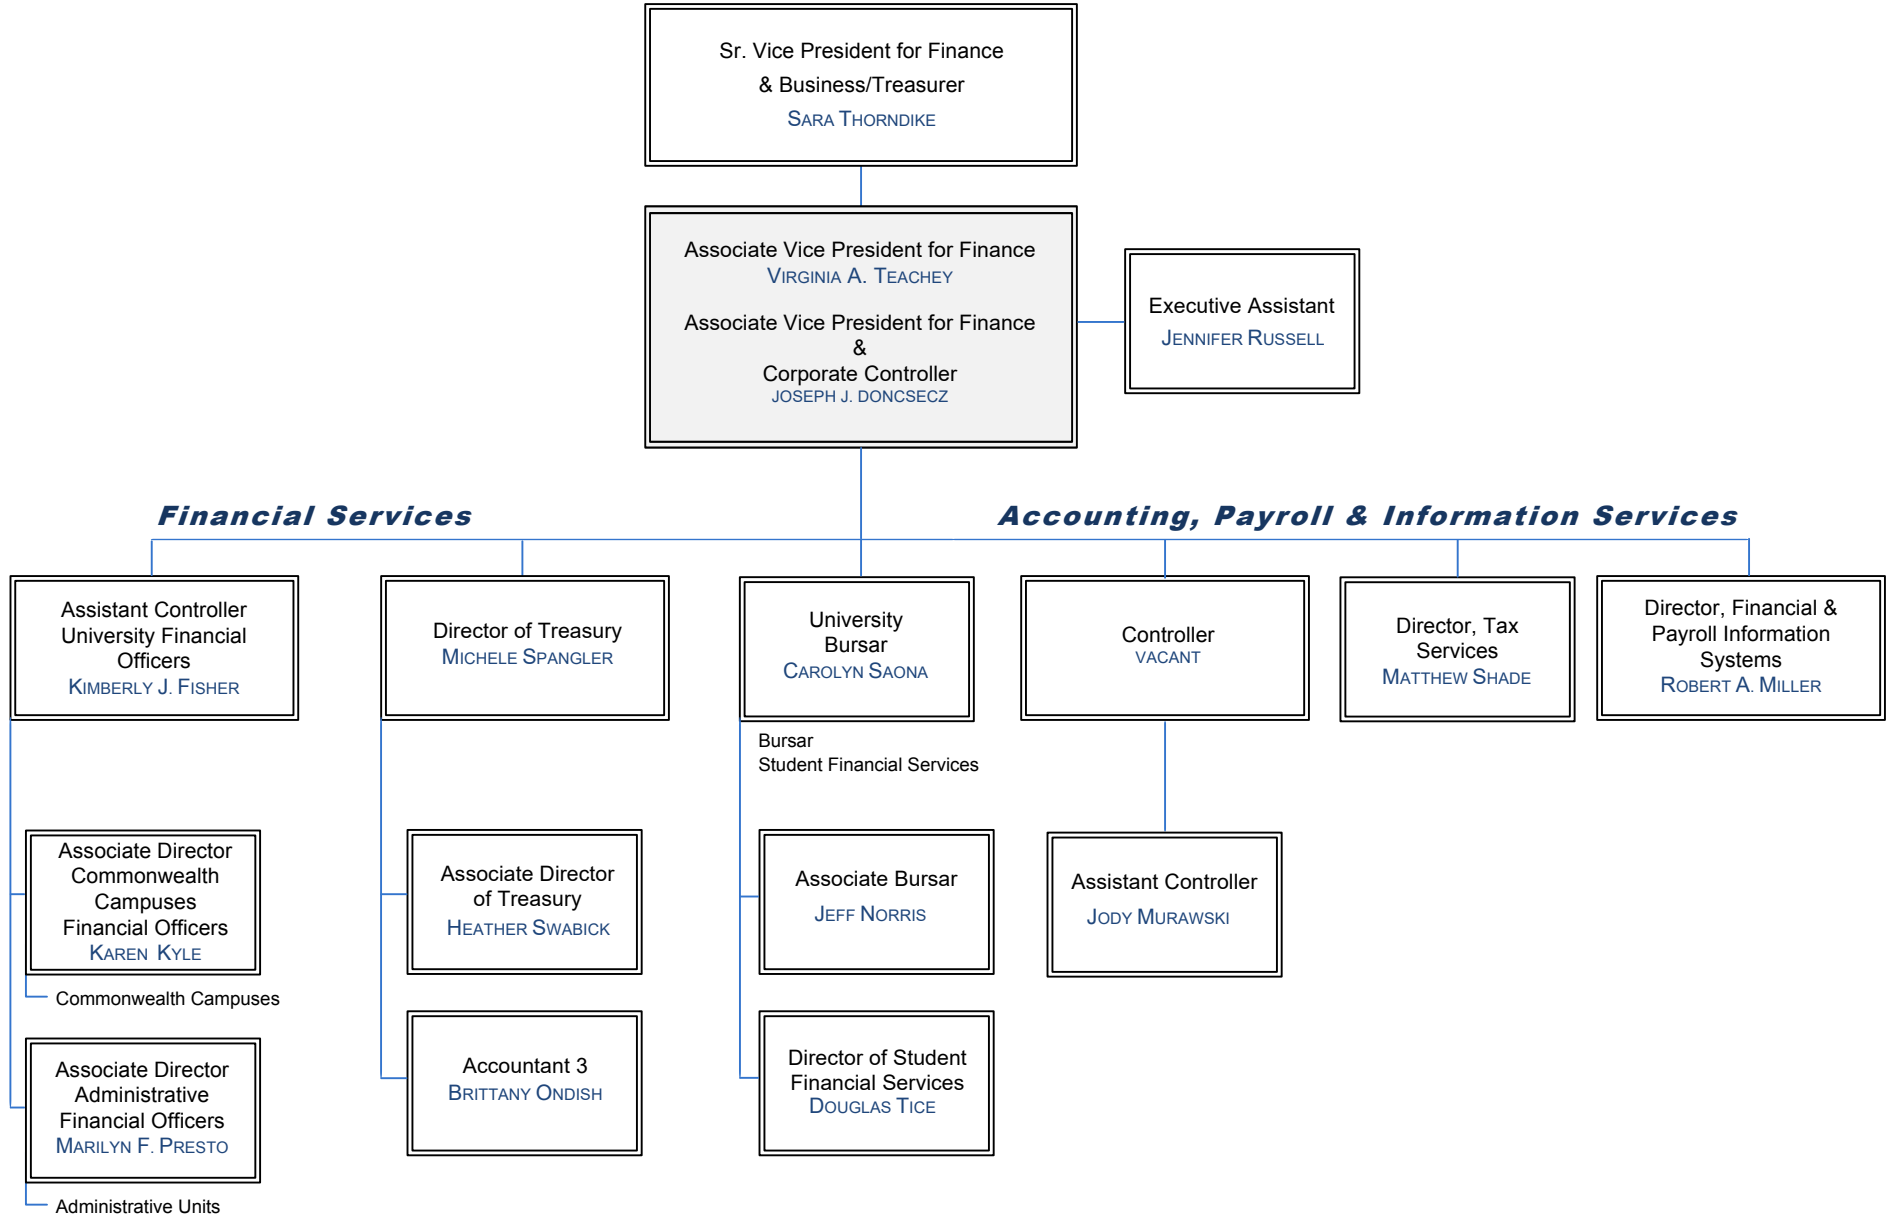 Sr. Vice President for Finance
& Business/Treasurer
SARA THORNDIKE
Associate Vice President for Finance
VIRGINIA A. TEACHEY
Associate Vice President for Finance
&
Corporate Controller
JOSEPH J. DONCSECZ
Executive Assistant
JENNIFER RUSSELL
Financial Services
Accounting, Payroll & Information Services
Assistant Controller
University Financial
Officers
KIMBERLY J. FISHER
Director of Treasury
MICHELE SPANGLER
University
Bursar
CAROLYN SAONA
Controller
VACANT
Director, Tax
Services
MATTHEW SHADE
Director, Financial &
Payroll Information
Systems
ROBERT A. MILLER
Bursar
Student Financial Services
Associate Director
Commonwealth
Campuses
Financial Officers
KAREN KYLE
Commonwealth Campuses
Associate Director
of Treasury
HEATHER SWABICK
Associate Bursar
JEFF NORRIS
Assistant Controller
JODY MURAWSKI
Associate Director
Administrative
Financial Officers
MARILYN F. PRESTO
Administrative Units
Accountant 3
BRITTANY ONDISH
Director of Student
Financial Services
DOUGLAS TICE